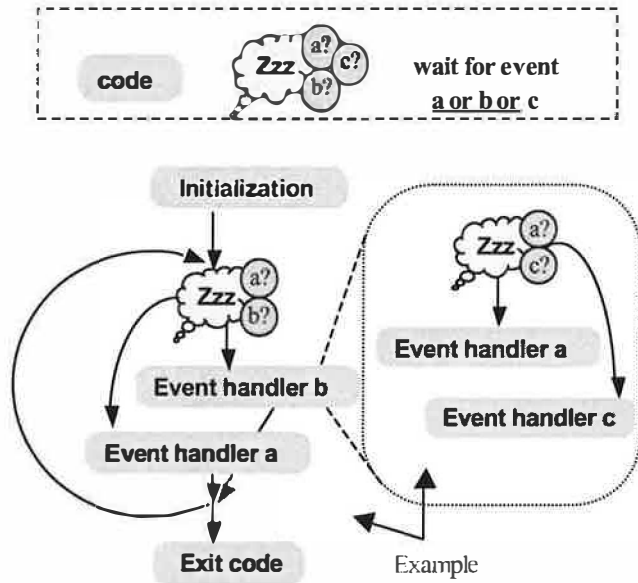 a?
Zzz
c?
b?
code
wait for event
a or b or c
Initialization
a?
Zzz
b?
a?
Zzz
c?
Event handler a
Event handler b
Event handler c
Event handler a
Exit code
Example